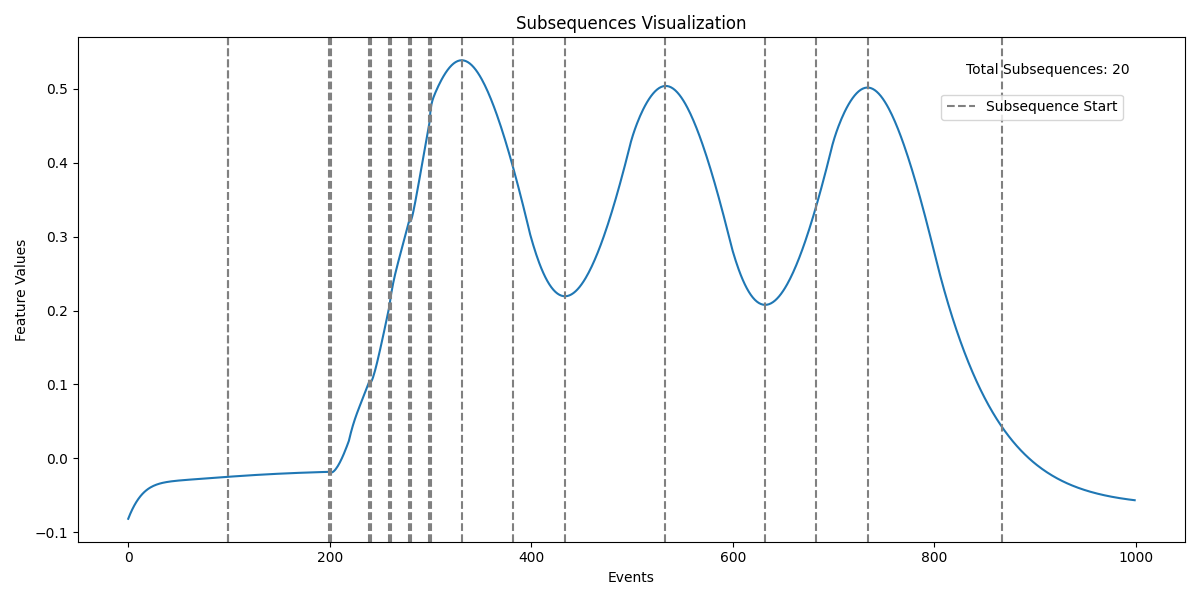 Subsequences Visualization
Total Subsequences: 20
Subsequence Start
Feature Values
0.5
0.4
0.3
0.2
0.1
0.0
−0.1
0 200 400 600 800 1000
Events